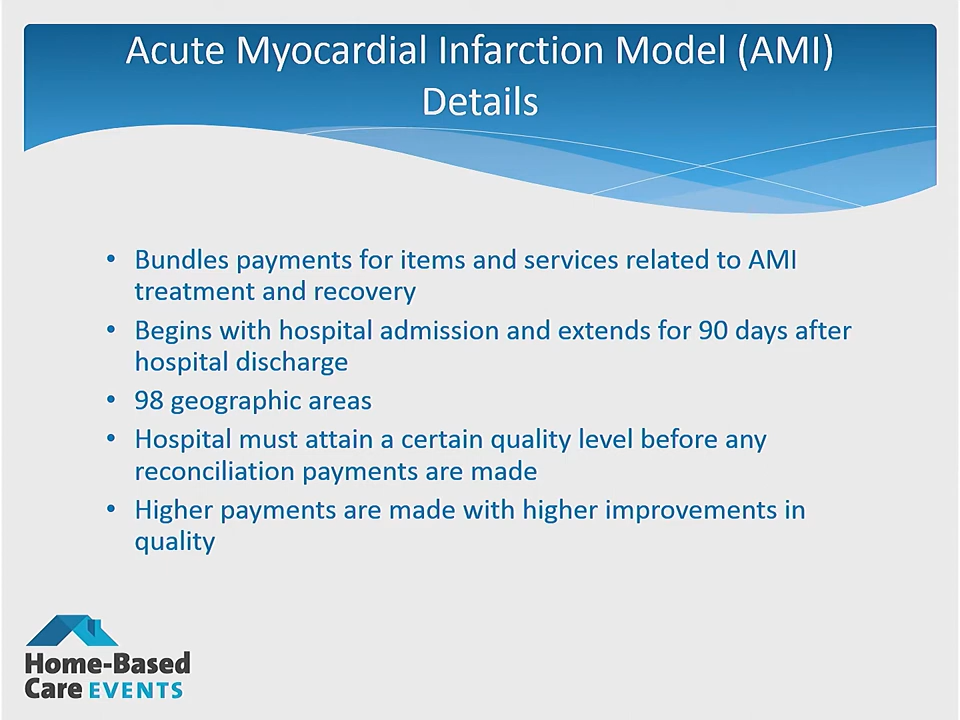 Acute Myocardial Infarction Model (AMI)
Details
• Bundles payments for items and services related to AMI
treatment and recovery
• Begins with hospital admission and extends for 90 days after
hospital discharge
• 98 geographic areas
• Hospital must attain a certain quality level before any
reconciliation payments are made
• Higher payments are made with higher improvements in
quality
Home-Based
Care EVENTS